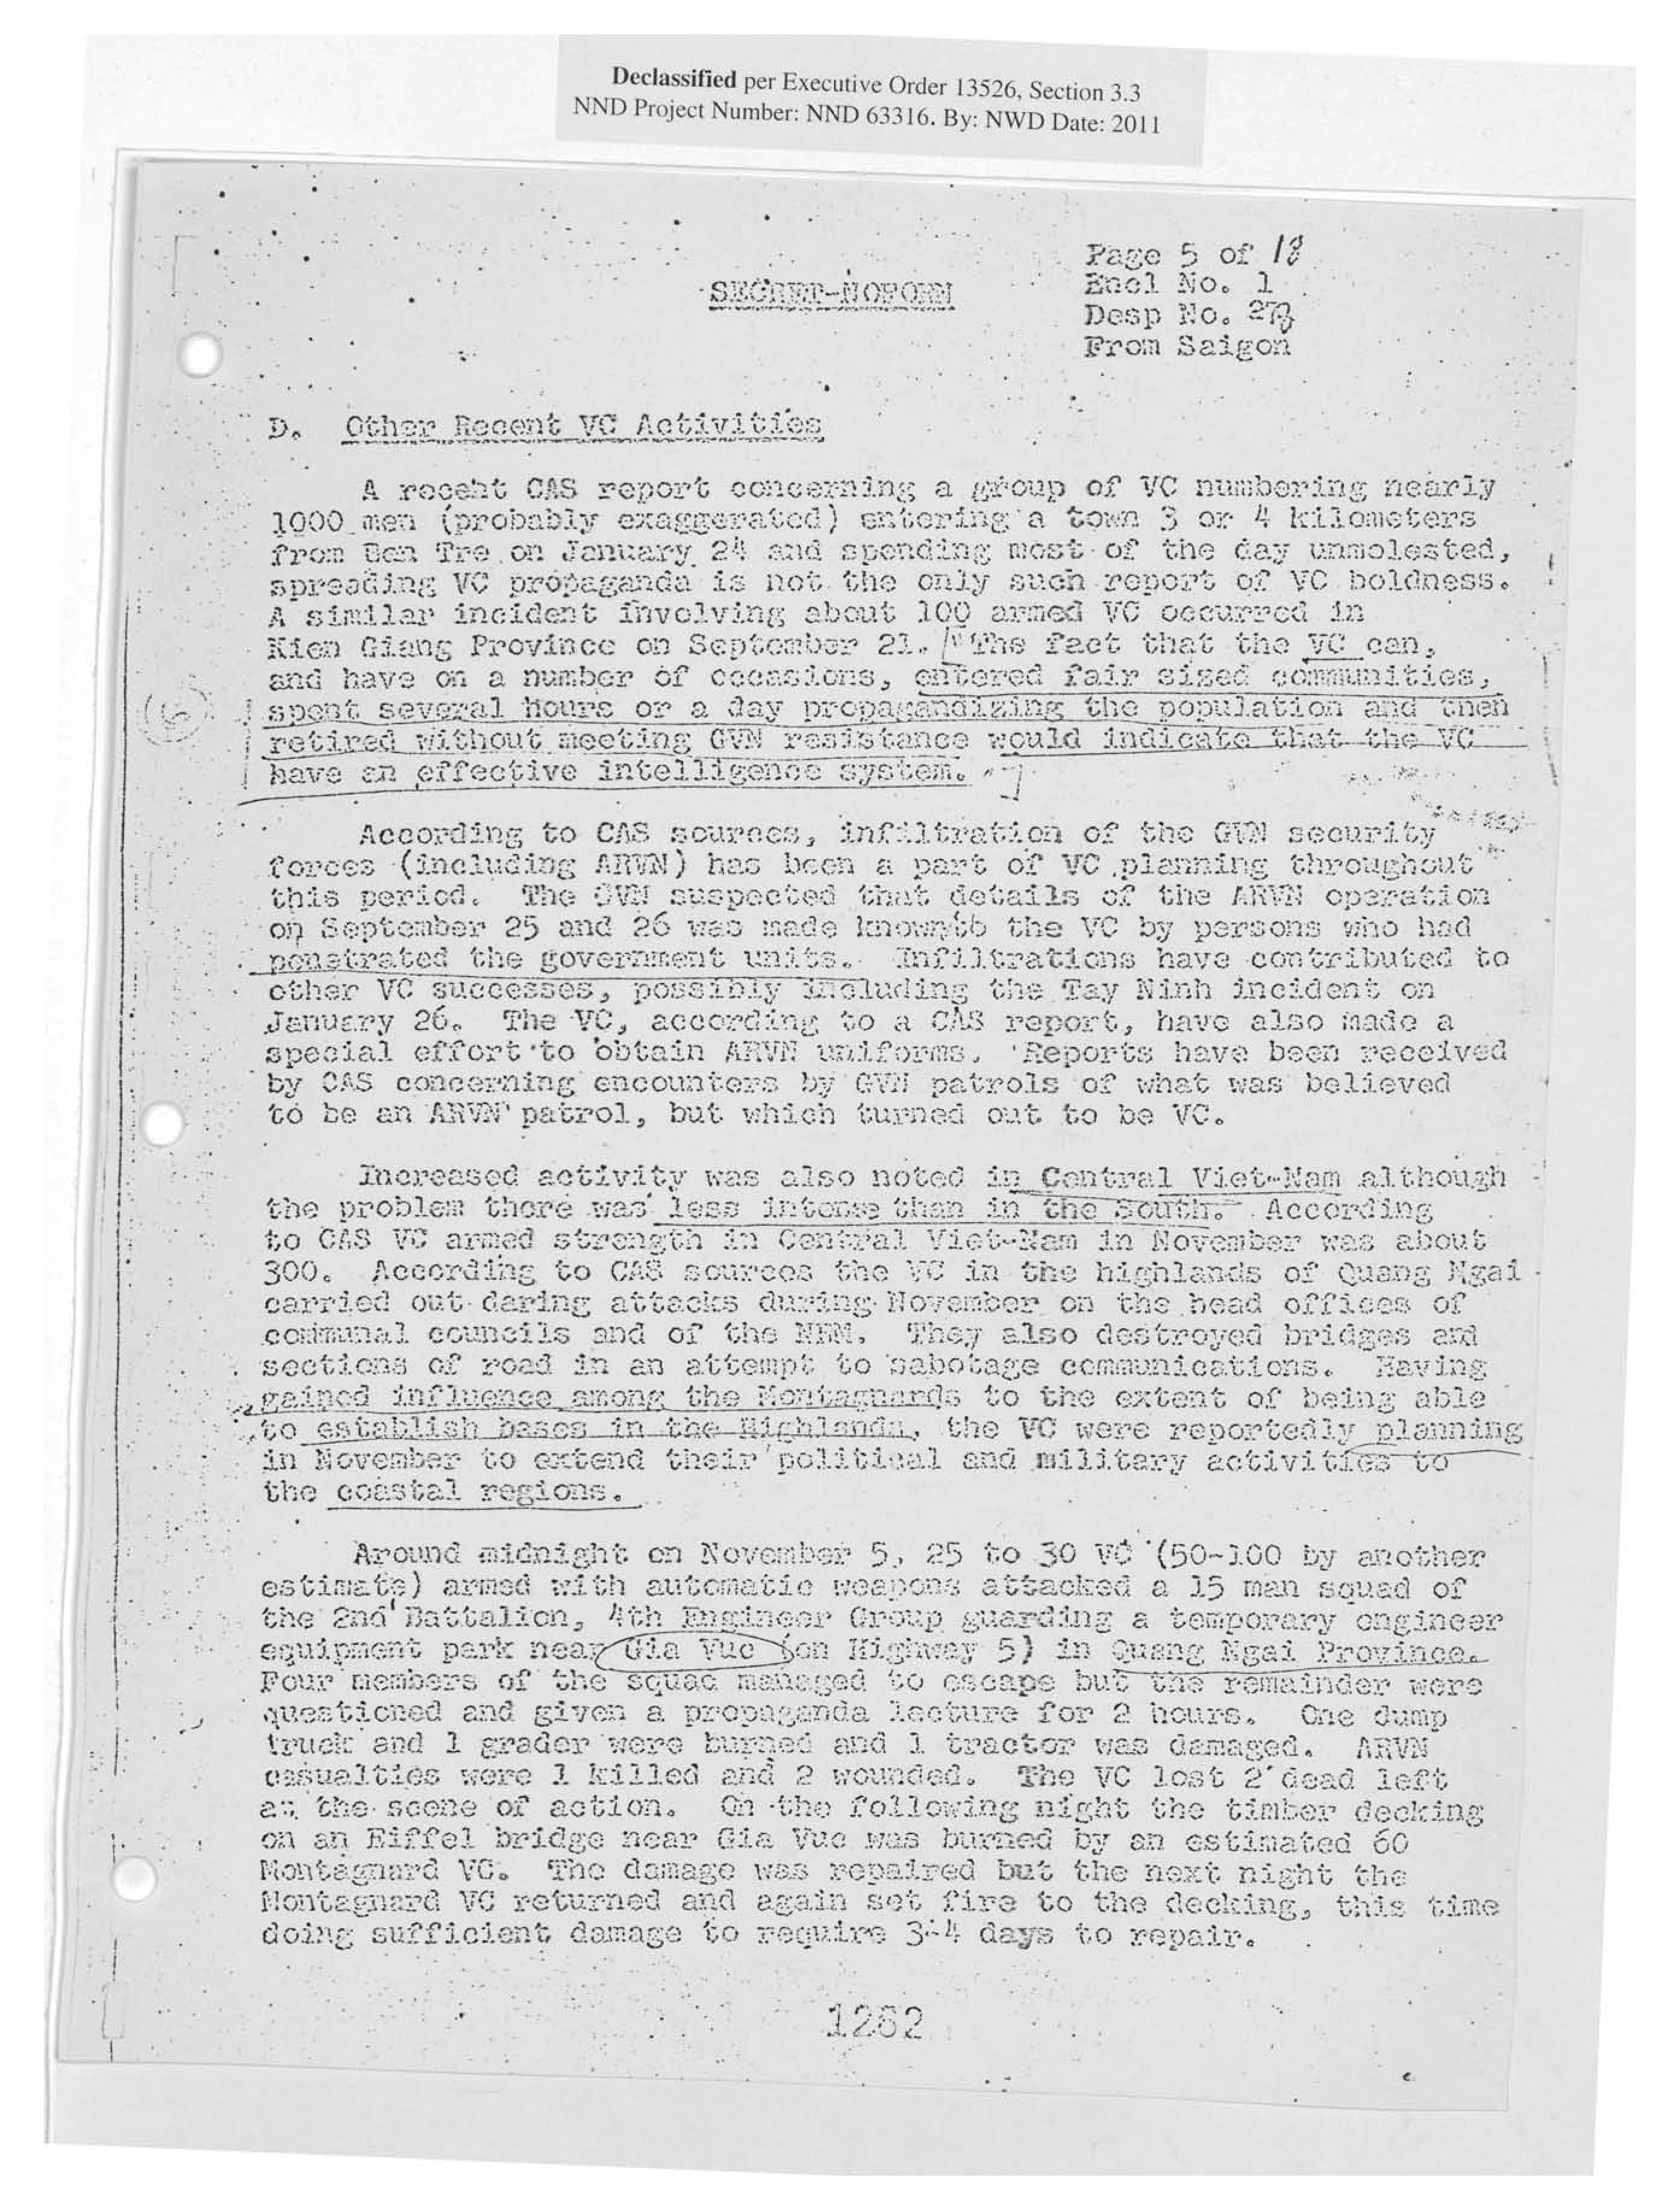 Declassified per Executive Order 13526, Section 3.3
NND Project Number: NND 63316. By: NWD Date: 2011
Page 5 of 18
SECRET-NOFORN
Encl No. 1
Desp No. 278
From Saigon
D. Other Recent VC Activities
A recent CAS report concerning a group of VC numbering nearly
1000 men (probably exaggerated) entering a town 3 or 4 kilometers
from Ben Tre on January 24 and spending most of the day unmolested,
spreading VC propaganda is not the only such report of VC boldness.
A similar incident involving about 100 armed VC occurred in
Kien Giang Province on September 21. "The fact that the VC can,
and have on a number of occasions, entered fair sized communities,
(6) spent several hours or a day propagandizing the population and then
retired without meeting GVN resistance would indicate that the VC
have an effective intelligence system."
According to CAS sources, infiltration of the GVN security
forces (including ARVN) has been a part of VC planning throughout
this period. The GVN suspected that details of the ARVN operation
on September 25 and 26 was made known to the VC by persons who had
penetrated the government units. Infiltrations have contributed to
other VC successes, possibly including the Tay Ninh incident on
January 26. The VC, according to a CAS report, have also made a
special effort to obtain ARVN uniforms. Reports have been received
by CAS concerning encounters by GVN patrols of what was believed
to be an ARVN patrol, but which turned out to be VC.
Increased activity was also noted in Central Viet-Nam although
the problem there was less intense than in the South. According
to CAS VC armed strength in Central Viet-Nam in November was about
300. According to CAS sources the VC in the highlands of Quang Ngai
carried out daring attacks during November on the head offices of
communal councils and of the NRM. They also destroyed bridges and
sections of road in an attempt to sabotage communications. Having
gained influence among the Montagnards to the extent of being able
to establish bases in the Highlands, the VC were reportedly planning
in November to extend their political and military activities to
the coastal regions.
Around midnight on November 5, 25 to 30 VC (50-100 by another
estimate) armed with automatic weapons attacked a 15 man squad of
the 2nd Battalion, 4th Engineer Group guarding a temporary engineer
equipment park near Gia Vuc (on Highway 5) in Quang Ngai Province.
Four members of the squad managed to escape but the remainder were
questioned and given a propaganda lecture for 2 hours. One dump
truck and 1 grader were burned and 1 tractor was damaged. ARVN
casualties were 1 killed and 2 wounded. The VC lost 2 dead left
at the scene of action. On the following night the timber decking
on an Eiffel bridge near Gia Vuc was burned by an estimated 60
Montagnard VC. The damage was repaired but the next night the
Montagnard VC returned and again set fire to the decking, this time
doing sufficient damage to require 3-4 days to repair.
1282